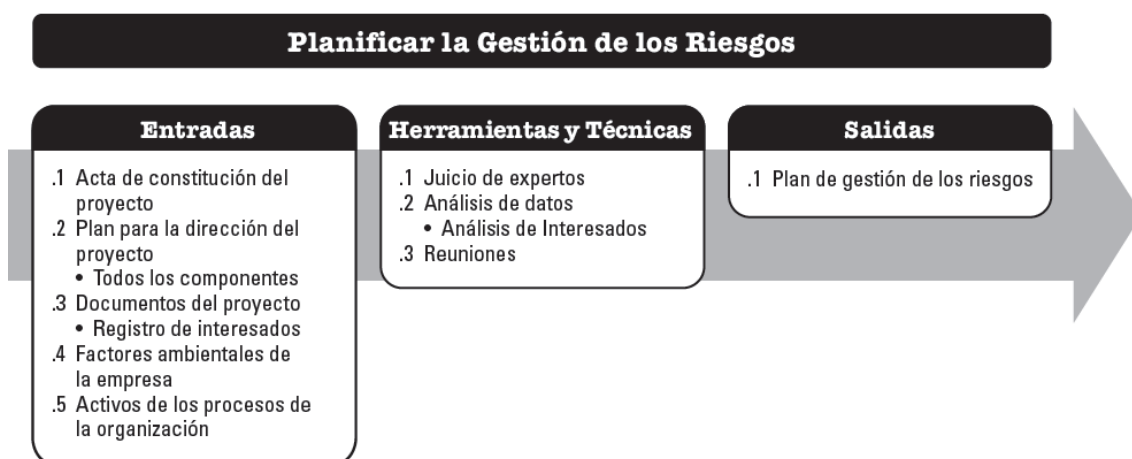 Planificar la Gestión de los Riesgos
Entradas
.1 Acta de constitución del
proyecto
.2 Plan para la dirección del
proyecto
• Todos los componentes
.3 Documentos del proyecto
• Registro de interesados
.4 Factores ambientales de
la empresa
.5 Activos de los procesos de
la organización
Herramientas y Técnicas
.1 Juicio de expertos
.2 Análisis de datos
• Análisis de Interesados
.3 Reuniones
Salidas
.1 Plan de gestión de los riesgos